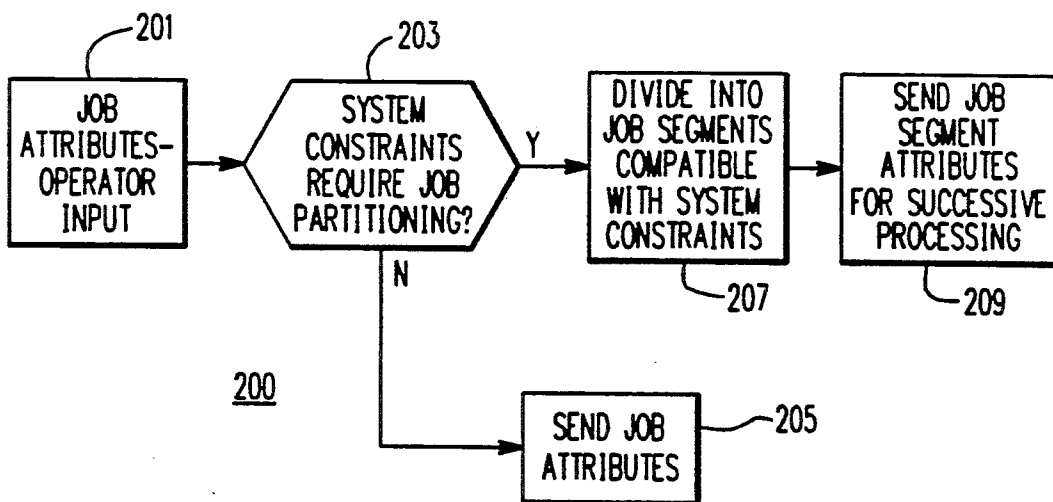 201
JOB
ATTRIBUTES-
OPERATOR
INPUT
203
SYSTEM
CONSTRAINTS
REQUIRE JOB
PARTITIONING?
Y
N
DIVIDE INTO
JOB SEGMENTS
COMPATIBLE
WITH SYSTEM
CONSTRAINTS
207
SEND JOB
SEGMENT
ATTRIBUTES
FOR SUCCESSIVE
PROCESSING
209
200
SEND JOB
ATTRIBUTES
205